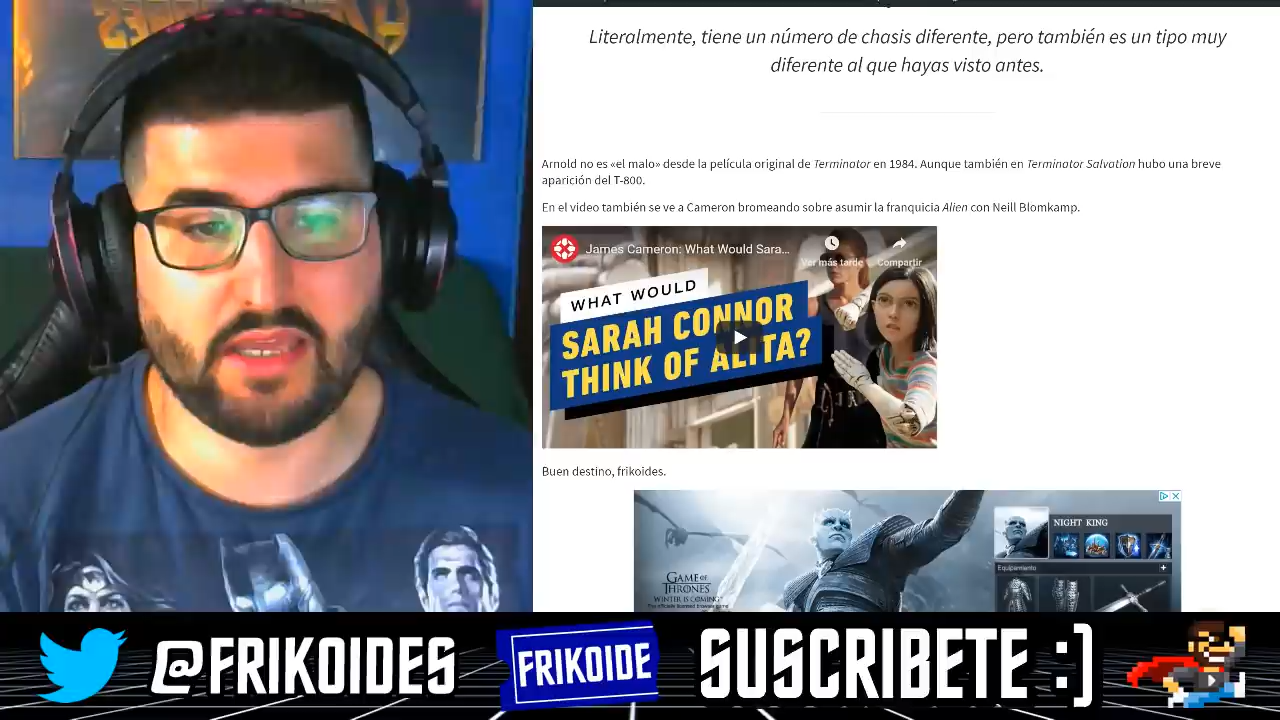 Literalmente, tiene un número de chasis diferente, pero también es un tipo muy
diferente al que hayas visto antes.
Arnold no es «el malo» desde la película original de Terminator en 1984. Aunque también en Terminator Salvation hubo una breve
aparición del T-800.
En el video también se ve a Cameron bromeando sobre asumir la franquicia Alien con Neill Blomkamp.
James Cameron: What Would Sara...
Ver más tarde
Compartir
WHAT WOULD
SARAH CONNOR
THINK OF ALITA?
Buen destino, frikoides.
NIGHT KING
Equipamiento
GAME OF
THRONES
WINTER IS COMING
@FRIKOIDES
FRIKOIDE
SUSCRIBETE :)